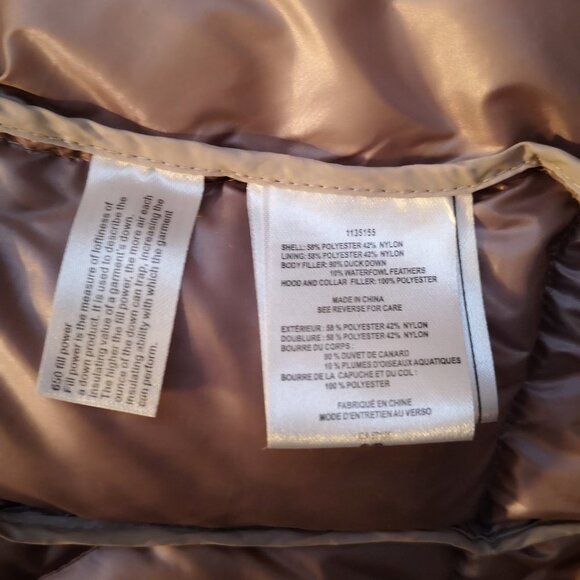 650 fill power
Fill power is the measure of loftiness of
a down product. It is used to describe the
insulating value of a garment's down.
The higher the fill power, the more air each
ounce of the down can trap, increasing the
insulating ability with which the garment
can perform.
1135155
SHELL: 58% POLYESTER 42% NYLON
LINING: 58% POLYESTER 42% NYLON
BODY FILLER: 90% DUCK DOWN
10% WATERFOWL FEATHERS
HOOD AND COLLAR FILLER: 100% POLYESTER
MADE IN CHINA
SEE REVERSE FOR CARE
EXTÉRIEUR : 58 % POLYESTER 42% NYLON
DOUBLURE : 58 % POLYESTER 42% NYLON
BOURRE DU CORPS :
90 % DUVET DE CANARD
10 % PLUMES D'OISEAUX AQUATIQUES
BOURRE DE LA CAPUCHE ET DU COL :
100 % POLYESTER
FABRIQUÉ EN CHINE
MODE D'ENTRETIEN AU VERSO